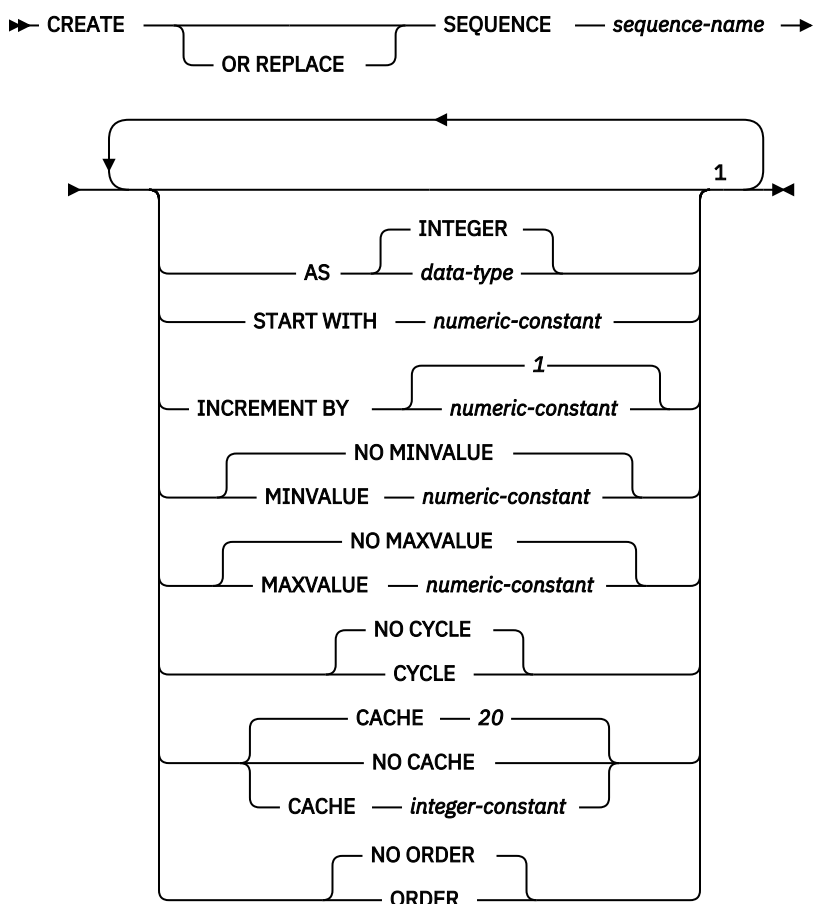 CREATE SEQUENCE sequence-name
OR REPLACE
1
INTEGER
AS data-type
START WITH numeric-constant
1
INCREMENT BY numeric-constant
NO MINVALUE
MINVALUE numeric-constant
NO MAXVALUE
MAXVALUE numeric-constant
NO CYCLE
CYCLE
CACHE 20
NO CACHE
CACHE integer-constant
NO ORDER
ORDER